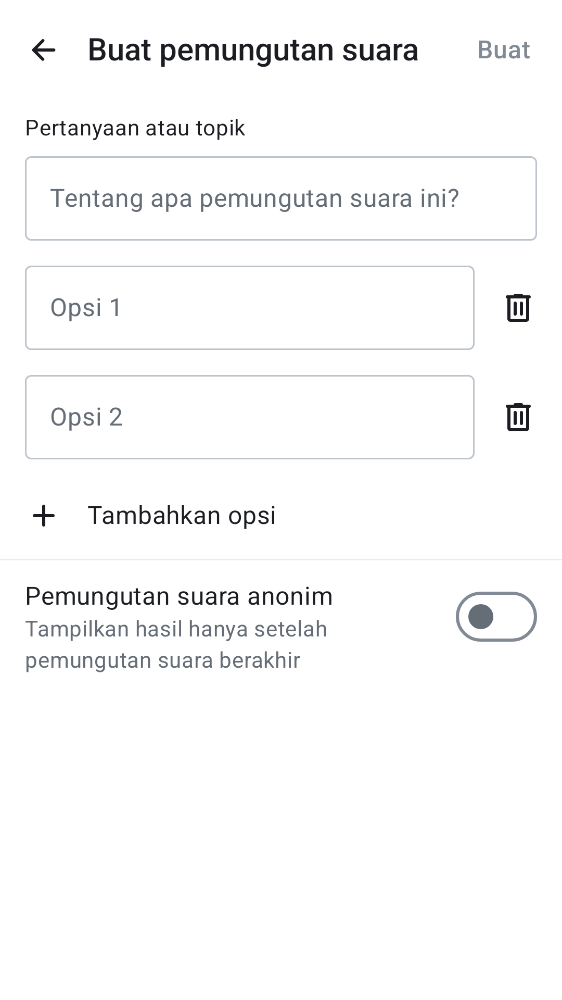 Buat pemungutan suara
Buat
Pertanyaan atau topik
Tentang apa pemungutan suara ini?
Opsi 1
Opsi 2
Tambahkan opsi
Pemungutan suara anonim
Tampilkan hasil hanya setelah
pemungutan suara berakhir